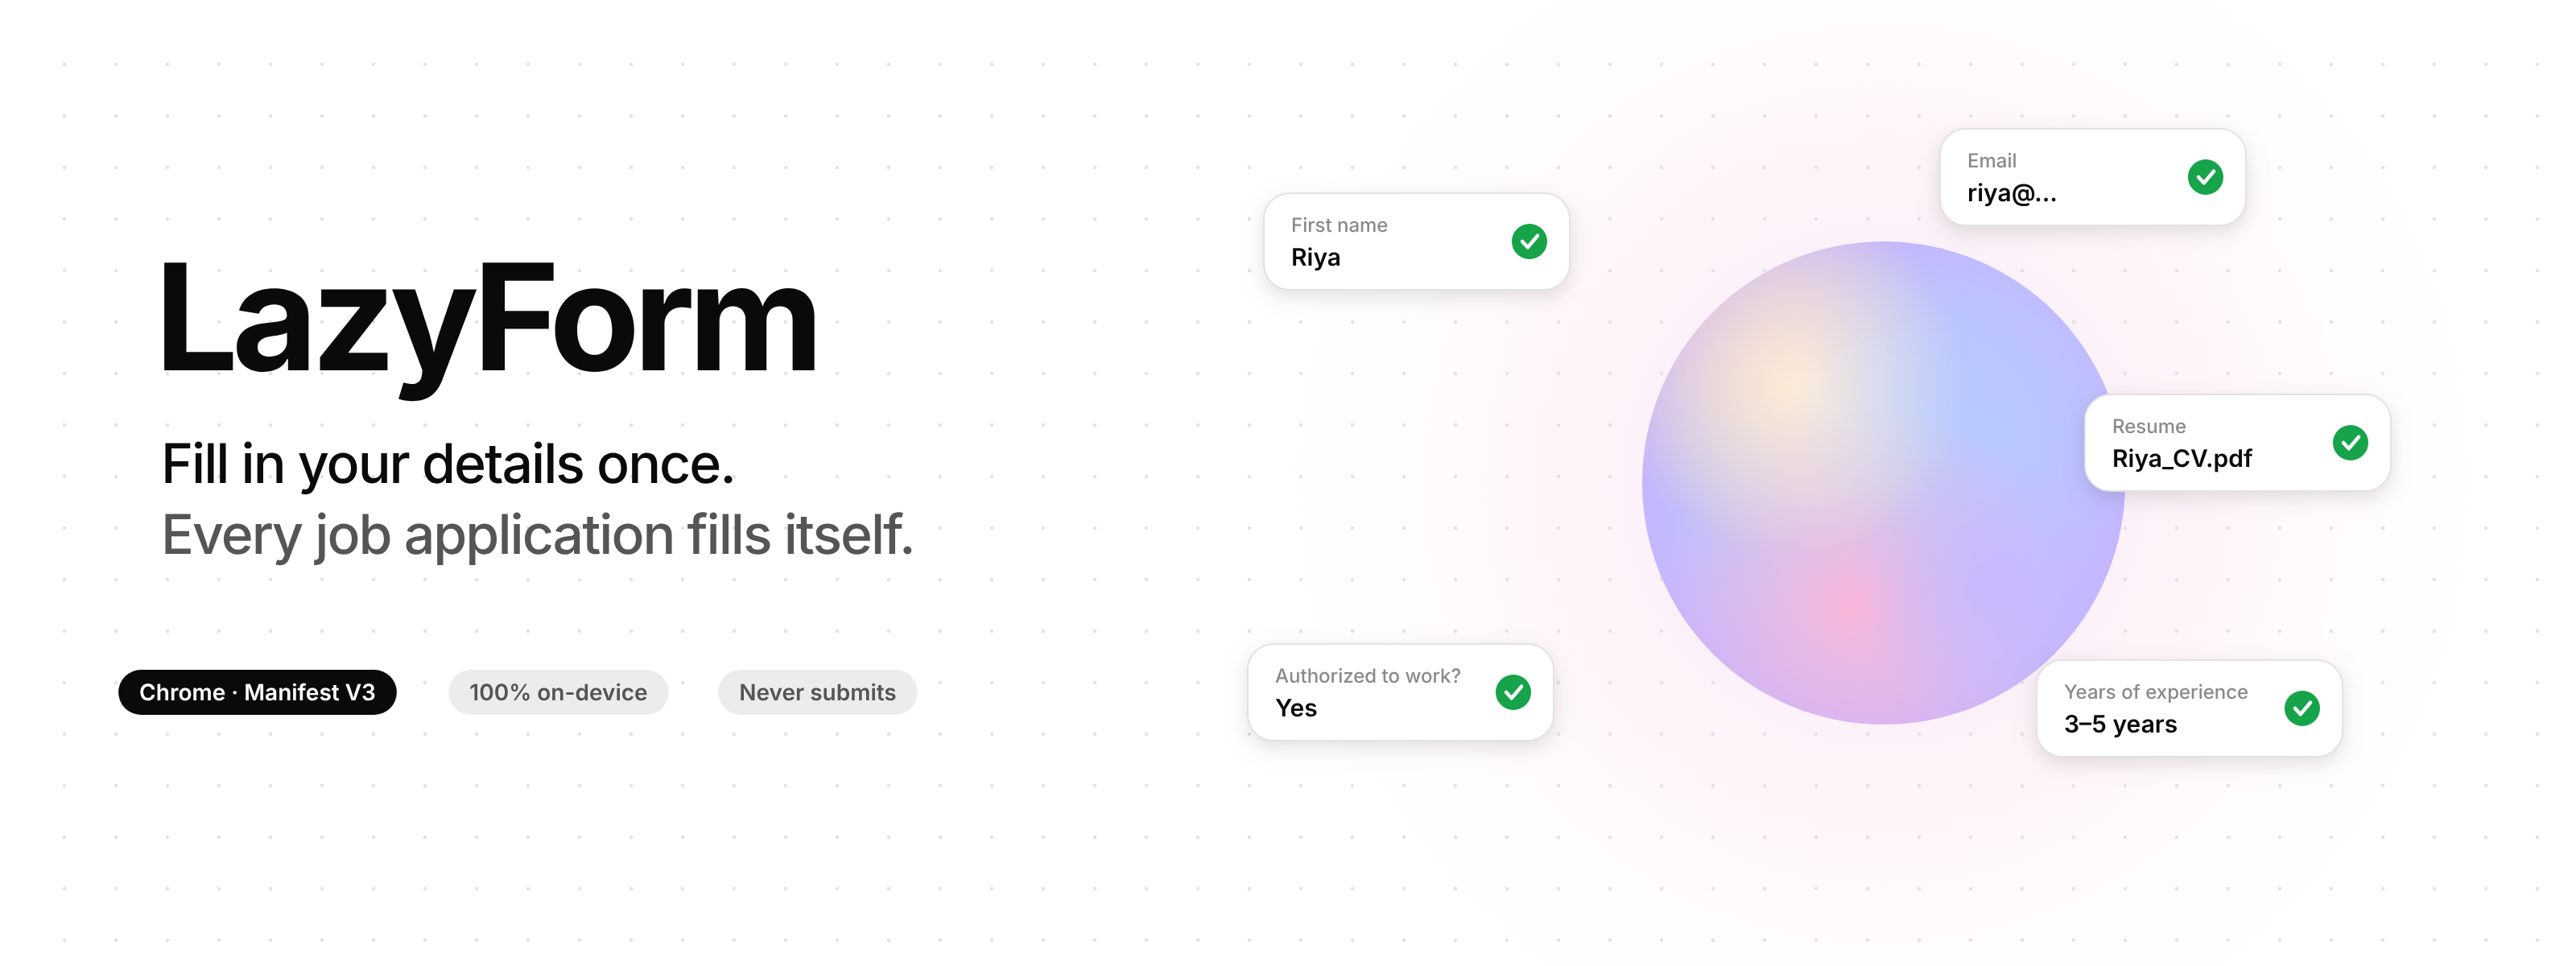 LazyForm
Fill in your details once.
Every job application fills itself.
Chrome · Manifest V3
100% on-device
Never submits
First name
Riya
Email
riya@...
Resume
Riya_CV.pdf
Authorized to work?
Yes
Years of experience
3–5 years